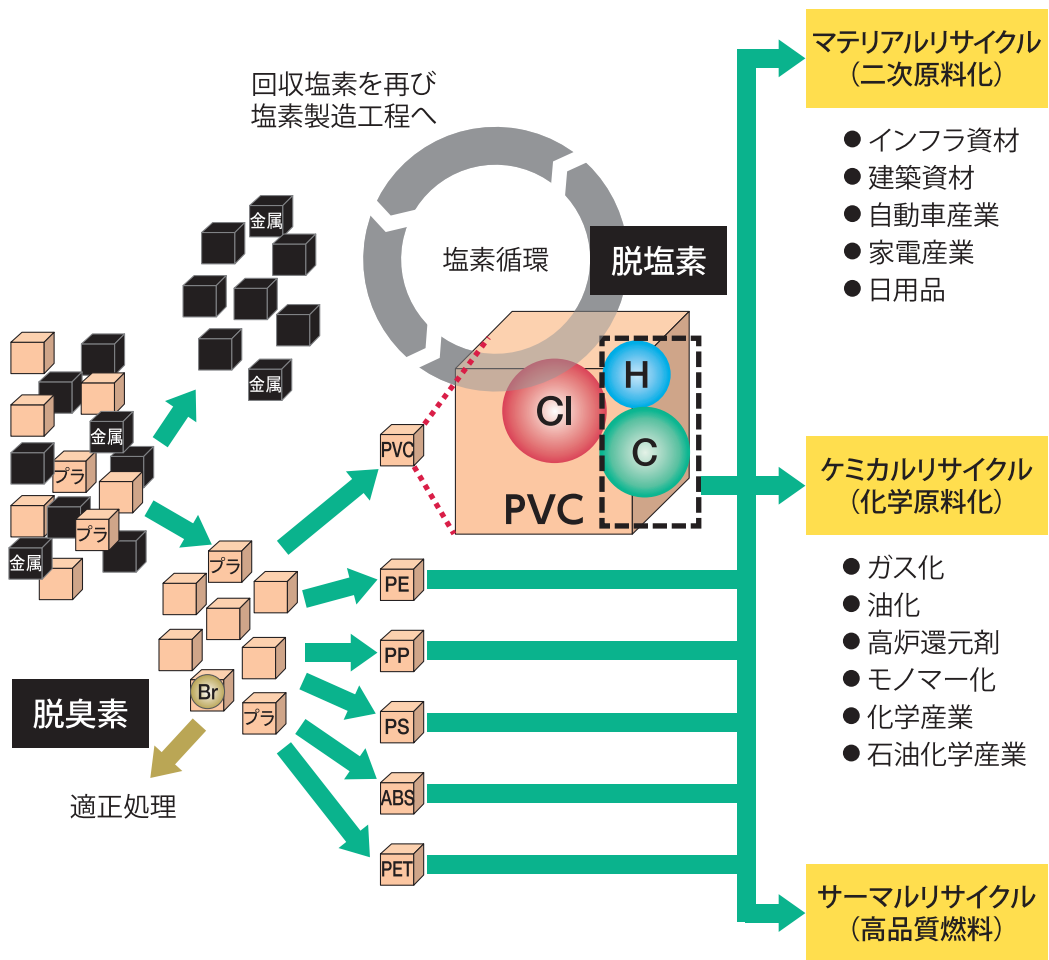 回収塩素を再び
塩素製造工程へ
塩素循環
脱塩素
金属
金属
金属
プラ
プラ
金属
プラ
Br
プラ
脱臭素
適正処理
PVC
Cl
H
C
PVC
PE
PP
PS
ABS
PET
マテリアルリサイクル
（二次原料化）
● インフラ資材
● 建築資材
● 自動車産業
● 家電産業
● 日用品
ケミカルリサイクル
（化学原料化）
● ガス化
● 油化
● 高炉還元剤
● モノマー化
● 化学産業
● 石油化学産業
サーマルリサイクル
（高品質燃料）